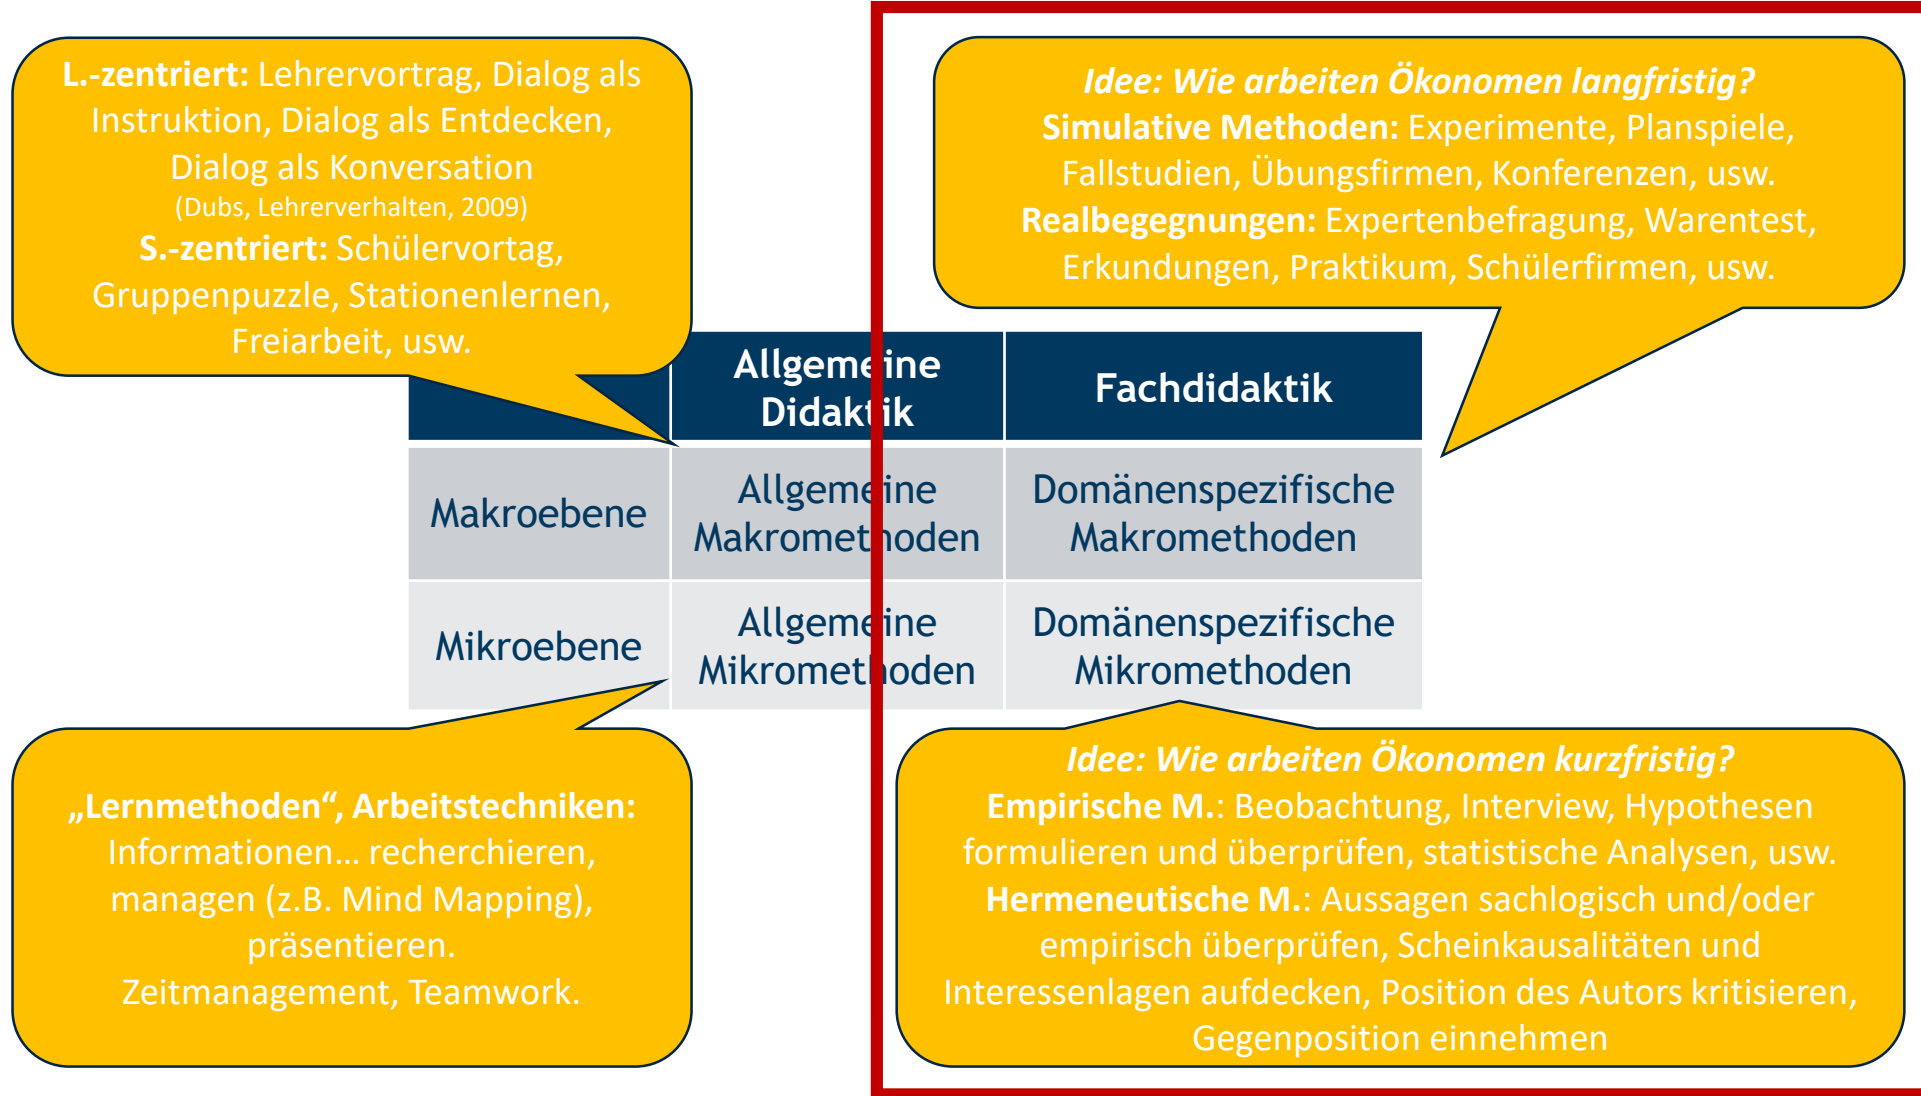 L.-zentriert: Lehrervortrag, Dialog als
Instruktion, Dialog als Entdecken,
Dialog als Konversation
(Dubs, Lehrerverhalten, 2009)
S.-zentriert: Schülervortag,
Gruppenpuzzle, Stationenlernen,
Freiarbeit, usw.
Idee: Wie arbeiten Ökonomen langfristig?
Simulative Methoden: Experimente, Planspiele,
Fallstudien, Übungsfirmen, Konferenzen, usw.
Realbegegnungen: Expertenbefragung, Warentest,
Erkundungen, Praktikum, Schülerfirmen, usw.
Allgemeine
Didaktik
Fachdidaktik
Makroebene
Allgemeine
Makromethoden
Domänenspezifische
Makromethoden
Mikroebene
Allgemeine
Mikromethoden
Domänenspezifische
Mikromethoden
„Lernmethoden“, Arbeitstechniken:
Informationen… recherchieren,
managen (z.B. Mind Mapping),
präsentieren.
Zeitmanagement, Teamwork.
Idee: Wie arbeiten Ökonomen kurzfristig?
Empirische M.: Beobachtung, Interview, Hypothesen
formulieren und überprüfen, statistische Analysen, usw.
Hermeneutische M.: Aussagen sachlogisch und/oder
empirisch überprüfen, Scheinkausalitäten und
Interessenlagen aufdecken, Position des Autors kritisieren,
Gegenposition einnehmen